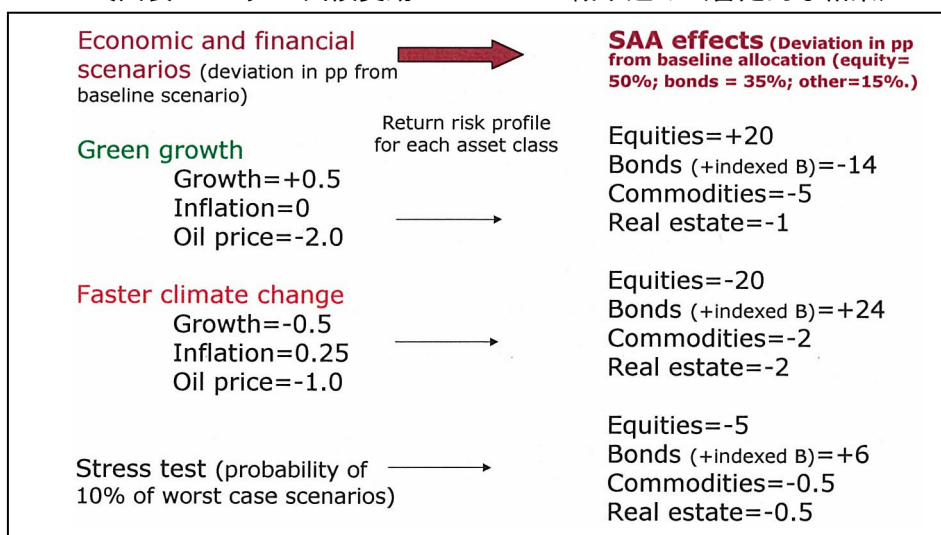 Economic and financial
scenarios (deviation in pp from
baseline scenario)
SAA effects (Deviation in pp
from baseline allocation (equity=
50%; bonds = 35%; other=15%.)
Return risk profile
for each asset class
Green growth
Growth=+0.5
Inflation=0
Oil price=-2.0
Equities=+20
Bonds (+indexed B)=-14
Commodities=-5
Real estate=-1
Faster climate change
Growth=-0.5
Inflation=0.25
Oil price=-1.0
Equities=-20
Bonds (+indexed B)=+24
Commodities=-2
Real estate=-2
Stress test (probability of
10% of worst case scenarios)
Equities=-5
Bonds (+indexed B)=+6
Commodities=-0.5
Real estate=-0.5